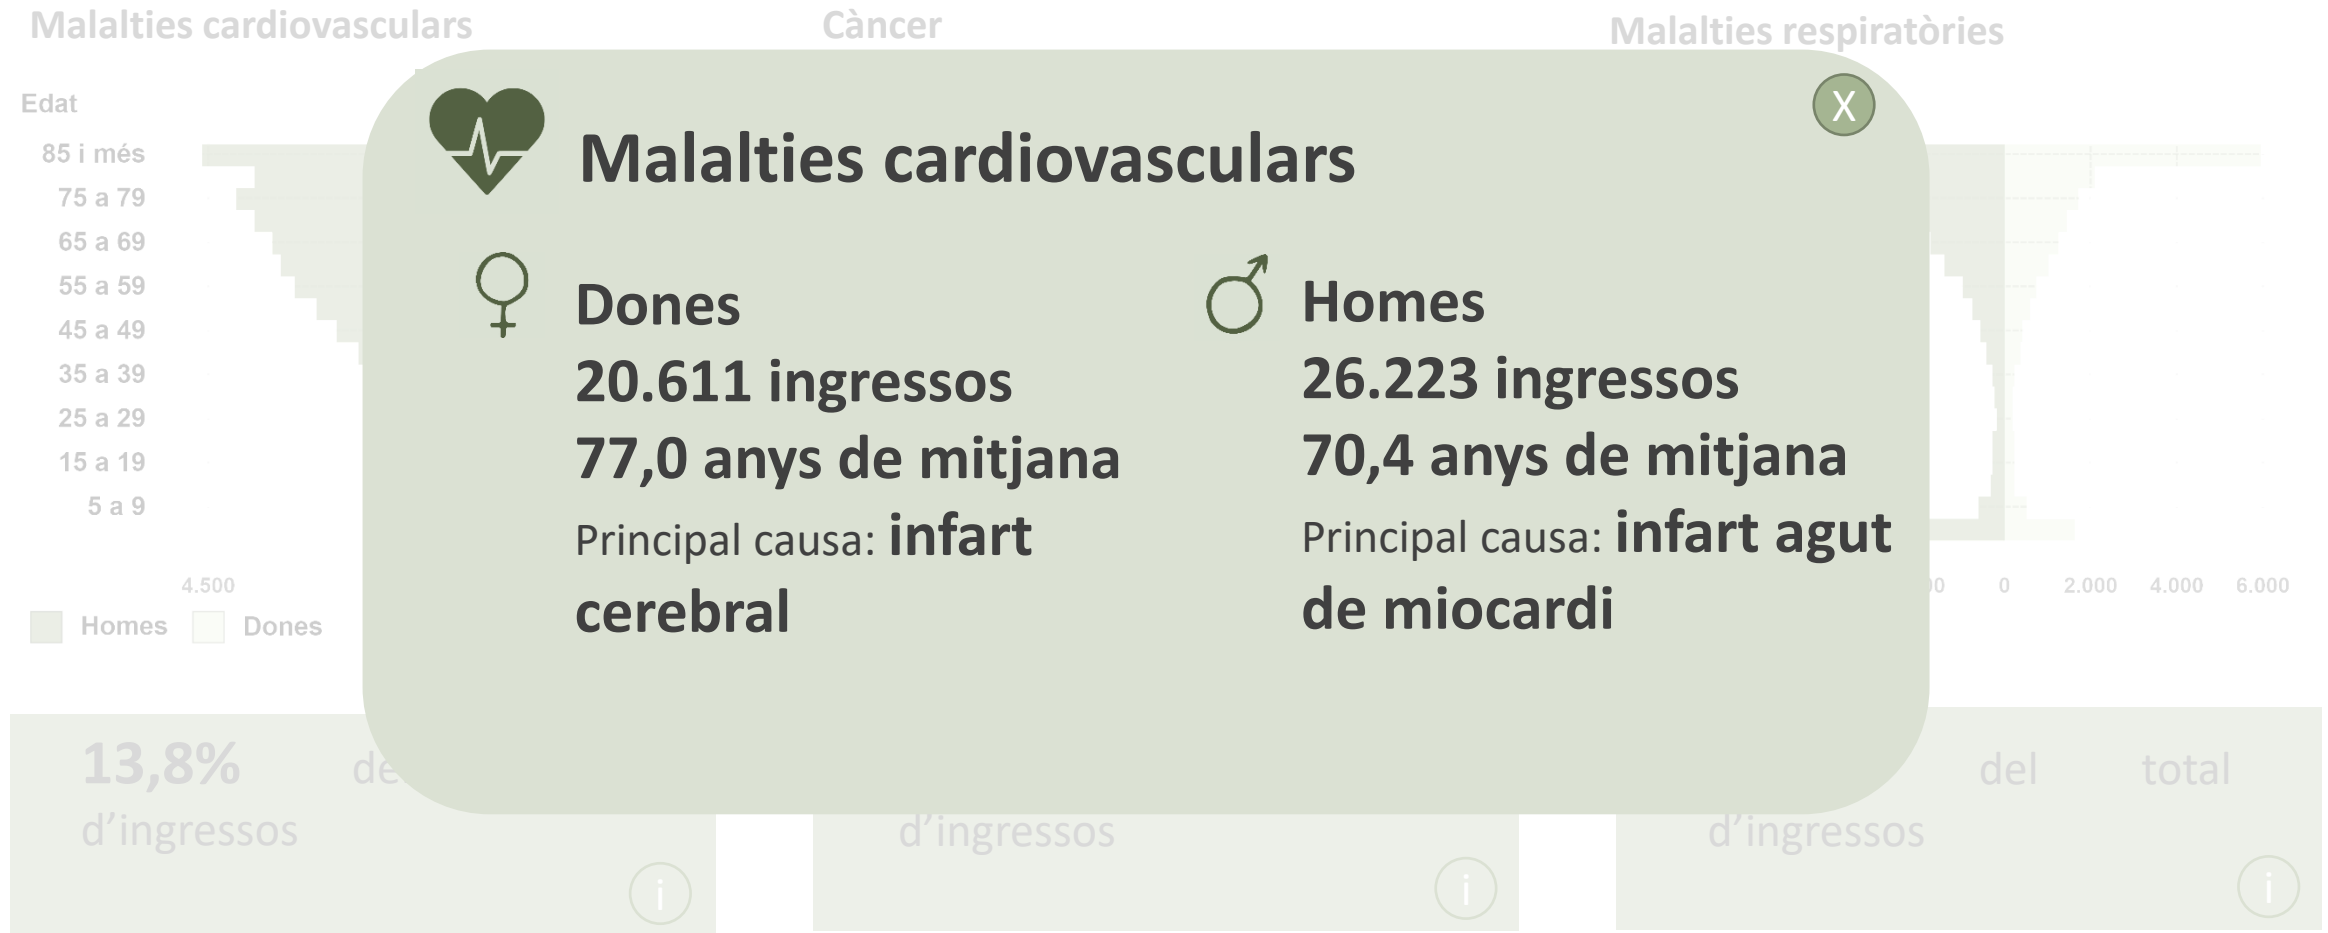 Malalties cardiovasculars
Càncer
Malalties respiratòries
Edat
85 i més
75 a 79
65 a 69
55 a 59
45 a 49
35 a 39
25 a 29
15 a 19
5 a 9
4.500
Homes
Dones
X
Malalties cardiovasculars
Dones
20.611 ingressos
77,0 anys de mitjana
Principal causa: infart
cerebral
Homes
26.223 ingressos
70,4 anys de mitjana
Principal causa: infart agut
de miocardi
0
2.000
4.000
6.000
13,8%
d’ingressos
i
d’ingressos
i
del total
d’ingressos
i